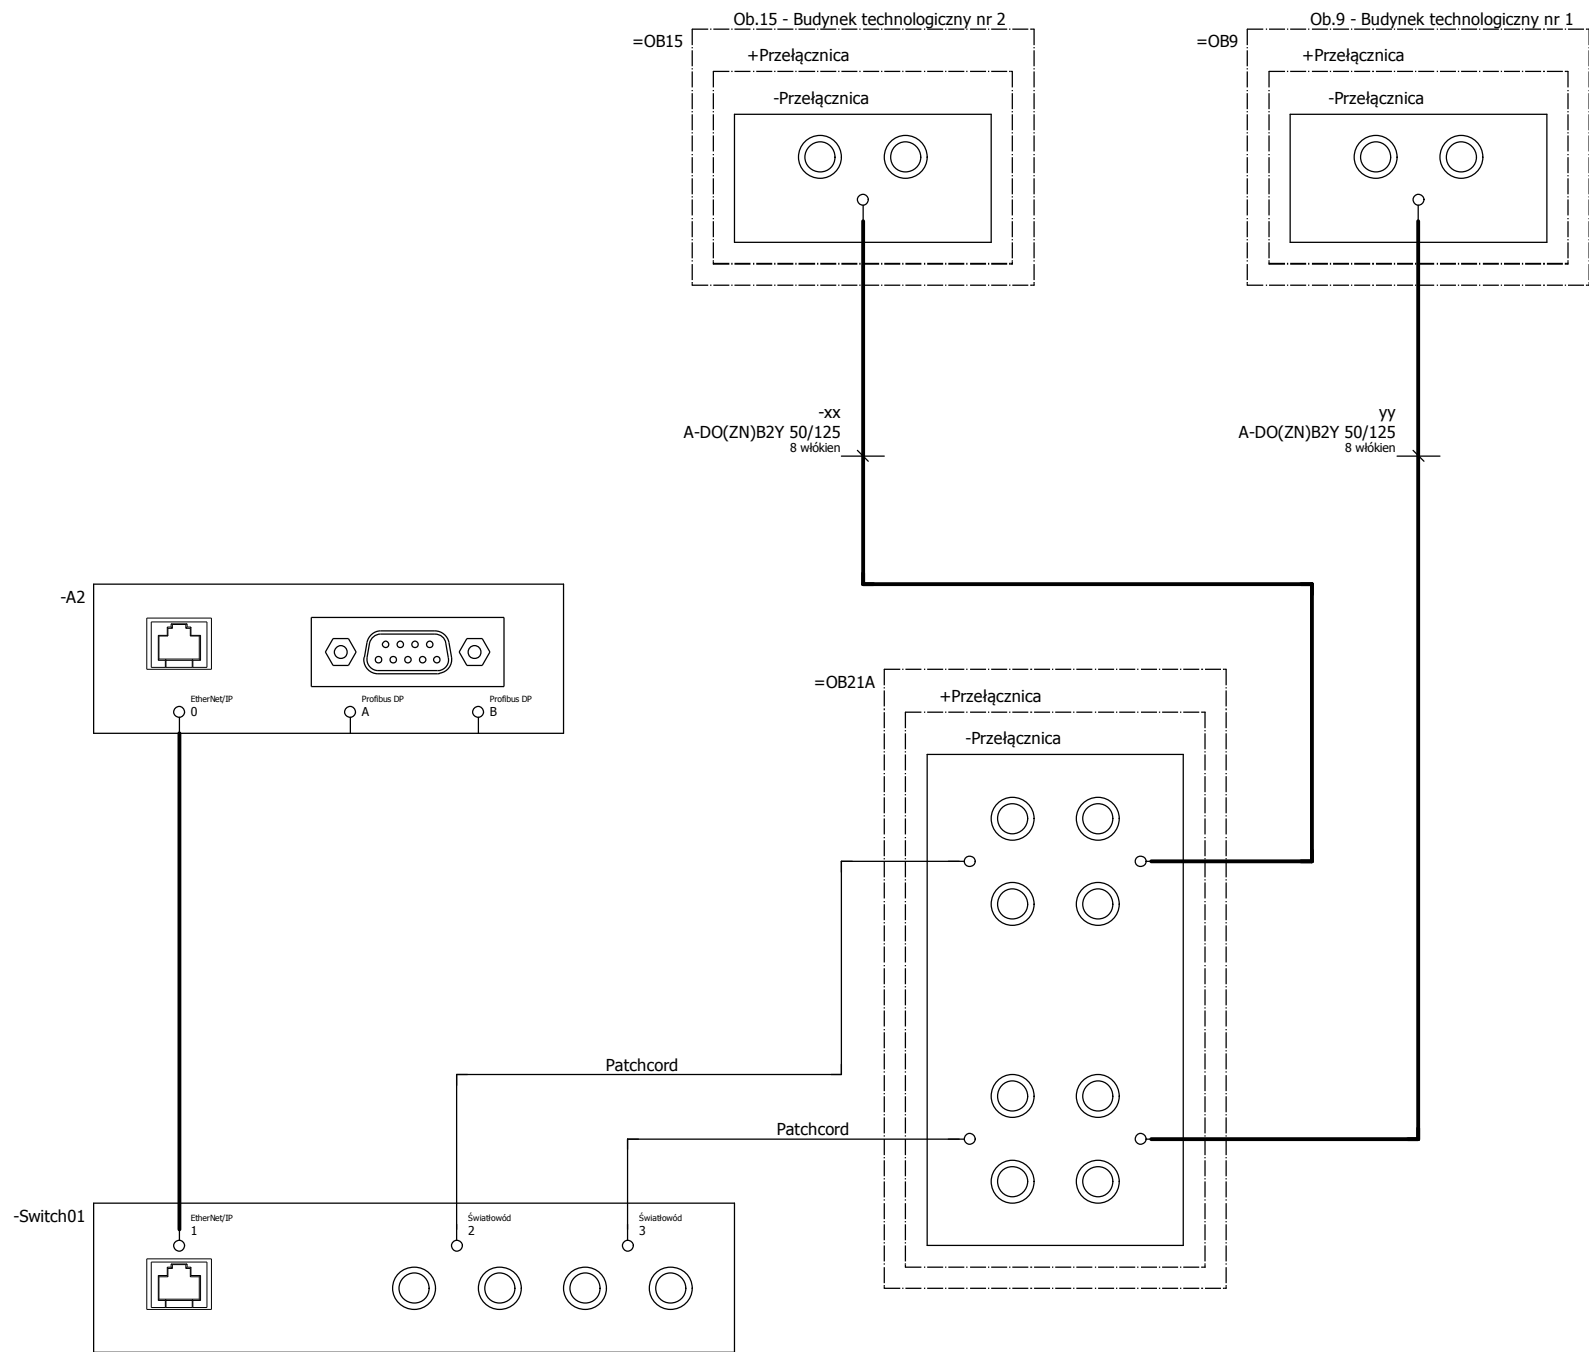 Ob.15 - Budynek technologiczny nr 2
Ob.9 - Budynek technologiczny nr 1
=OB15
=OB9
+Przełącznica
+Przełącznica
-Przełącznica
-Przełącznica
-xx
A-DO(ZN)B2Y 50/125
8 włókien
yy
A-DO(ZN)B2Y 50/125
8 włókien
-A2
EtherNet/IP
0
Profibus DP
A
Profibus DP
B
=OB21A
+Przełącznica
-Przełącznica
Patchcord
Patchcord
-Switch01
EtherNet/IP
1
Światłowód
2
Światłowód
3